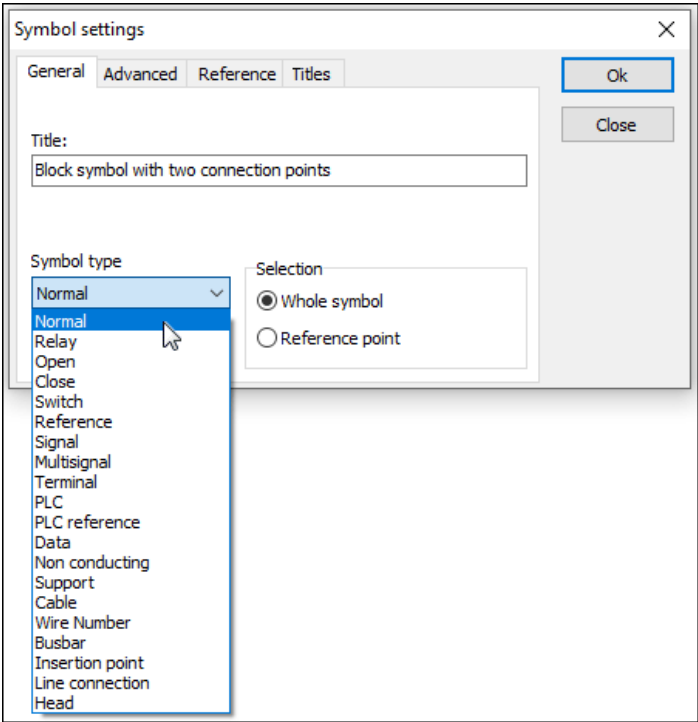 Symbol settings
General Advanced Reference Titles
Ok
Close
Title:
Block symbol with two connection points
Symbol type
Selection
Normal
Whole symbol
Reference point
Normal
Relay
Open
Close
Switch
Reference
Signal
Multisignal
Terminal
PLC
PLC reference
Data
Non conducting
Support
Cable
Wire Number
Busbar
Insertion point
Line connection
Head